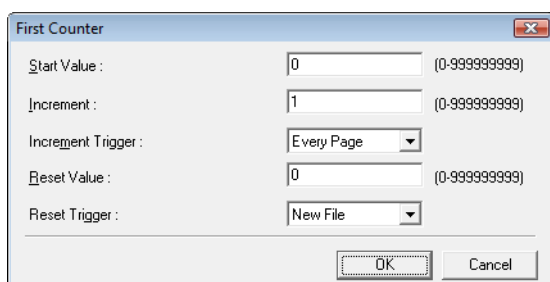 First Counter
Start Value : 0 (0-999999999)
Increment : 1 (0-999999999)
Increment Trigger : Every Page
Reset Value : 0 (0-999999999)
Reset Trigger : New File
OK Cancel